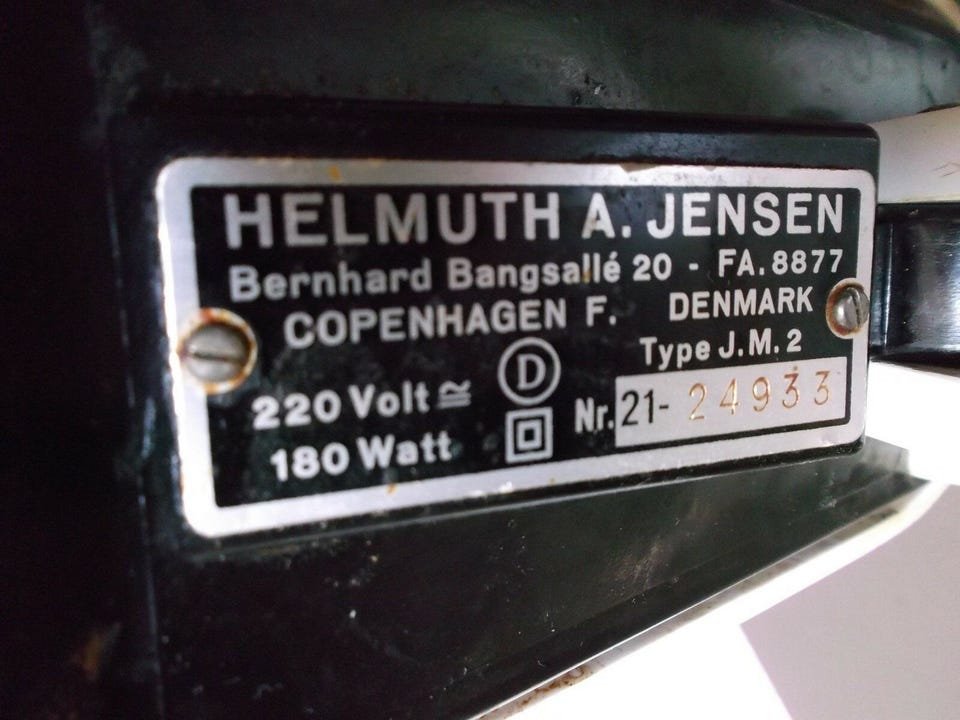 HELMUTH A. JENSEN
Bernhard Bangsallé 20 - FA. 8877
COPENHAGEN F. DENMARK
Type J.M. 2
220 Volt ≅ D
Nr. 21- 24933
180 Watt